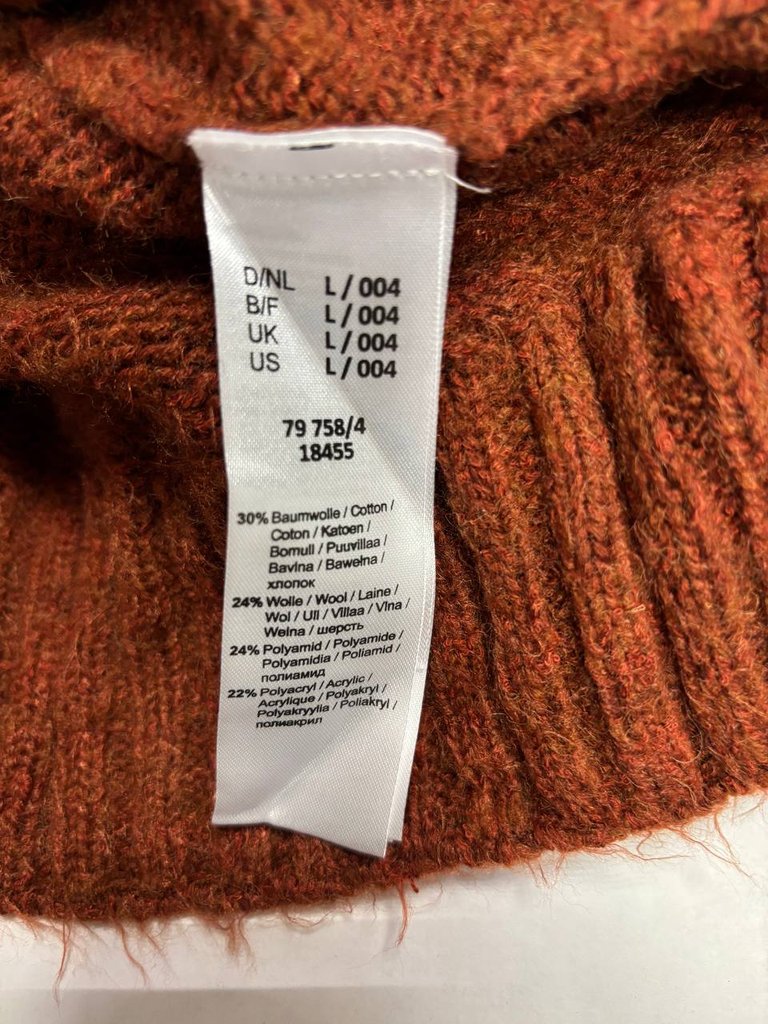 D/NL L / 004
B/F L / 004
UK L / 004
US L / 004
79 758/4
18455
30% Baumwolle / Cotton /
Coton / Katoen /
Bomull / Puuvillaa /
Bavlna / Bawełna /
хлопок
24% Wolle / Wool / Laine /
Wol / Ull / Villaa / Vlna /
Welna / шерсть
24% Polyamid / Polyamide /
Polyamidia / Poliamid /
полиамид
22% Polyacryl / Acrylic /
Acrylique / Polyakryl /
Polyakryylia / Poliakryl /
полиакрил